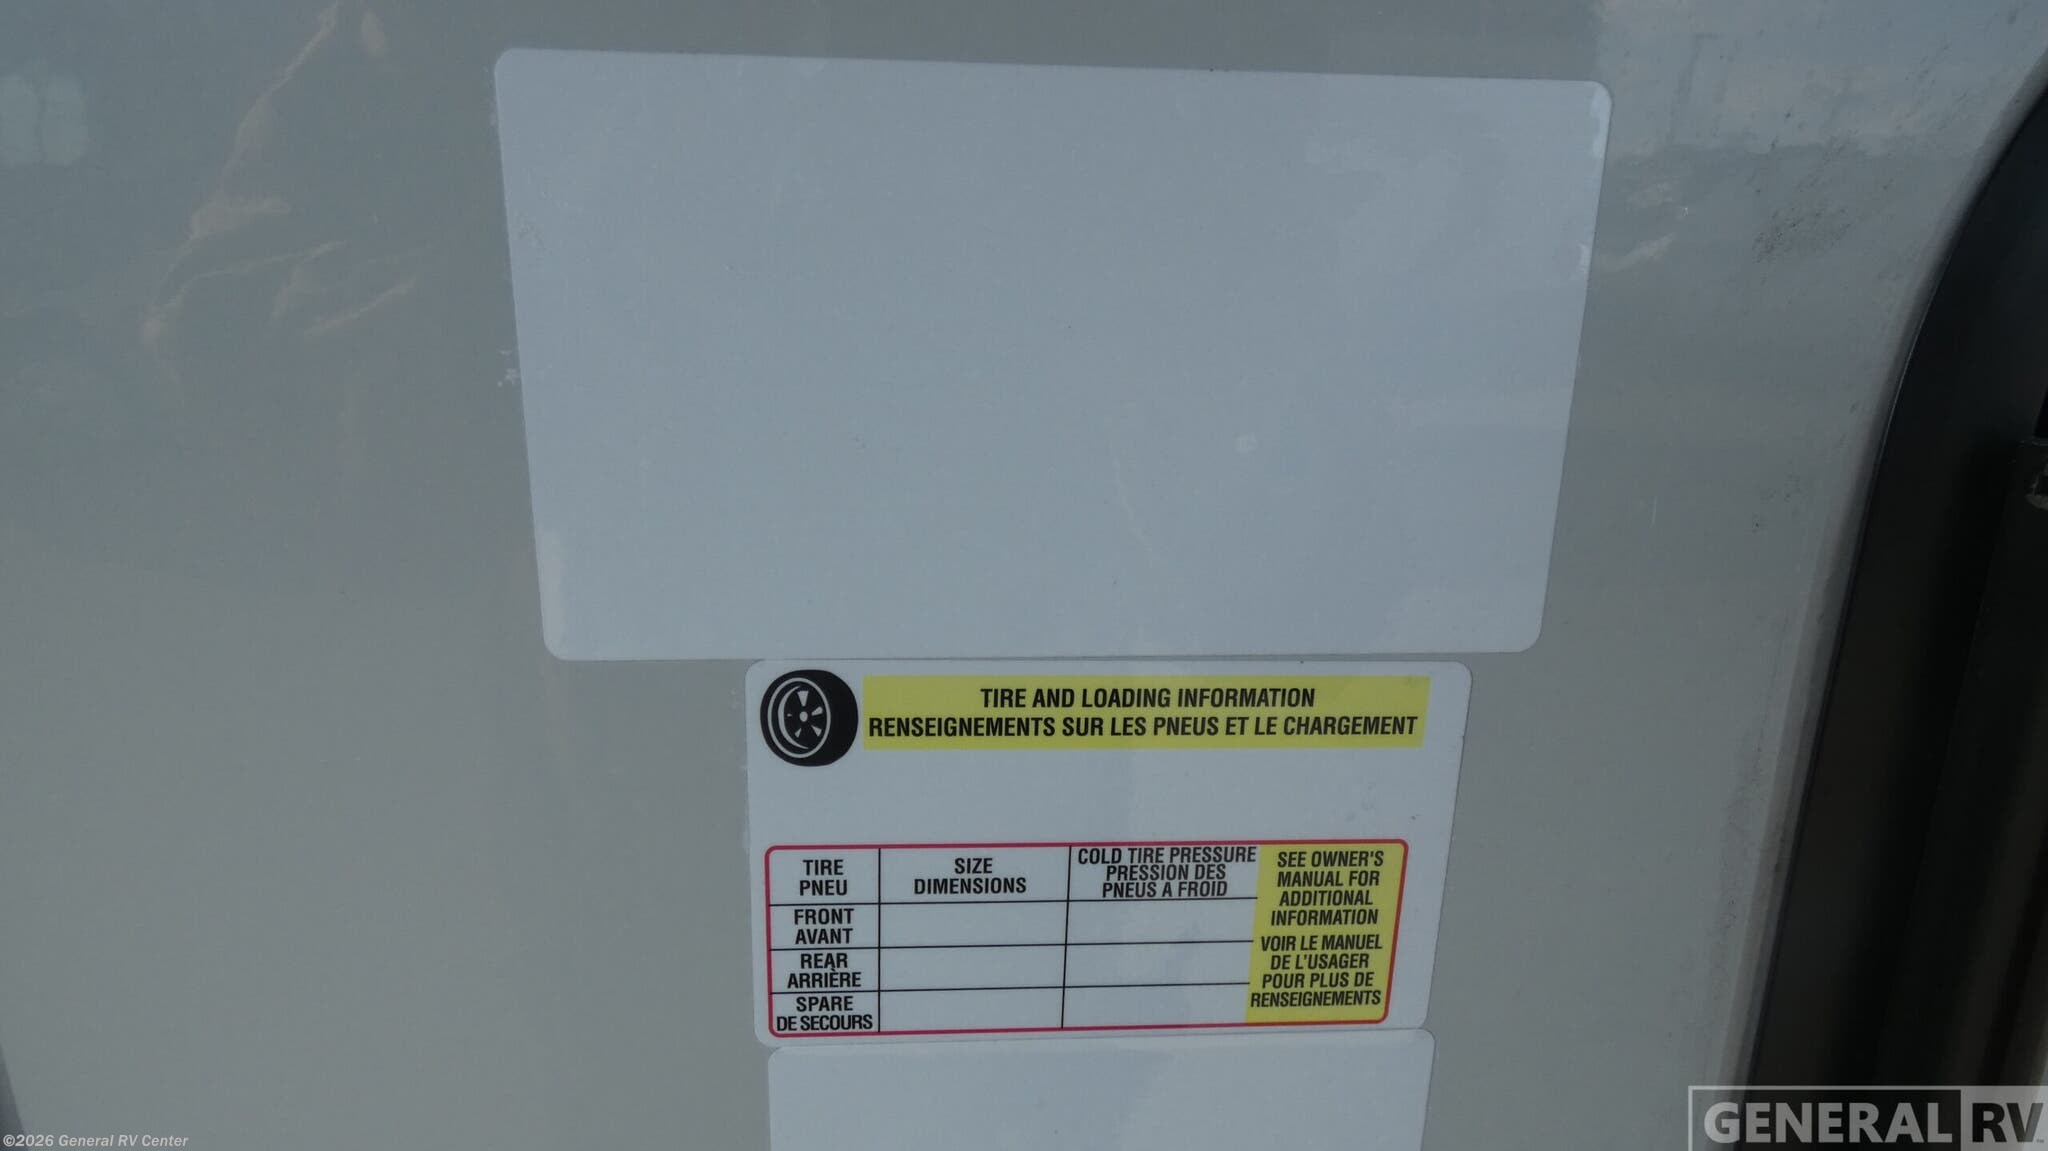 TIRE AND LOADING INFORMATION
RENSEIGNEMENTS SUR LES PNEUS ET LE CHARGEMENT
TIRE
PNEU
SIZE
DIMENSIONS
COLD TIRE PRESSURE
PRESSION DES
PNEUS A FROID
SEE OWNER'S
MANUAL FOR
ADDITIONAL
INFORMATION
VOIR LE MANUEL
DE L'USAGER
POUR PLUS DE
RENSEIGNEMENTS
FRONT
AVANT
REAR
ARRIÈRE
SPARE
DE SECOURS
©2026 General RV Center
GENERAL RV